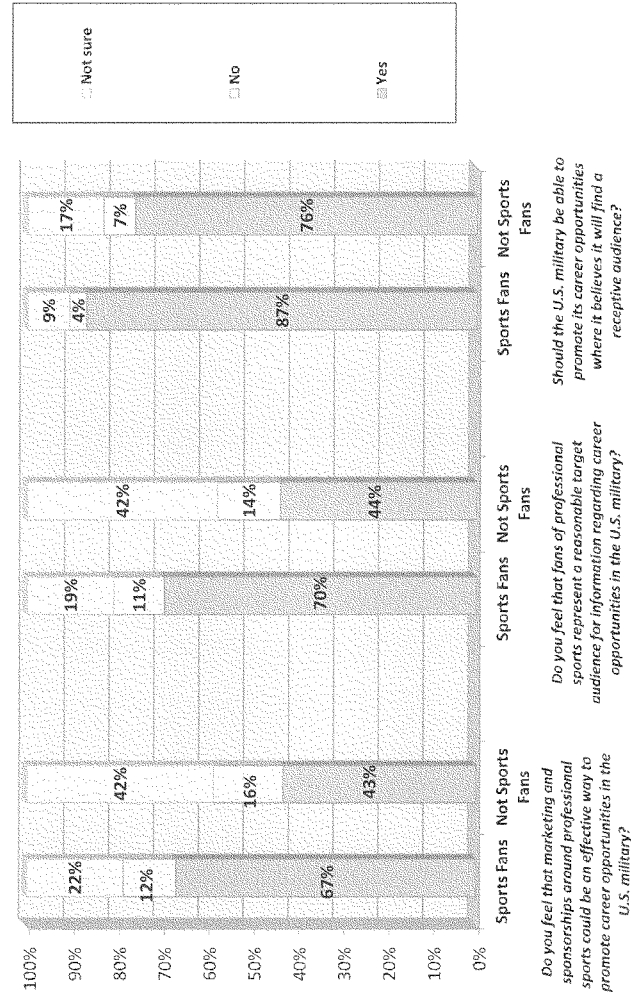 Not sure
No
Yes
100%
90%
80%
70%
60%
50%
40%
30%
20%
10%
0%
22%
12%
67%
42%
16%
43%
19%
11%
70%
42%
14%
44%
9%
4%
87%
17%
7%
76%
Sports Fans
Not Sports
Fans
Sports Fans
Not Sports
Fans
Sports Fans
Not Sports
Fans
Do you feel that marketing and
sponsorships around professional
sports could be an effective way to
promote career opportunities in the
U.S. military?
Do you feel that fans of professional
sports represent a reasonable target
audience for information regarding career
opportunities in the U.S. military?
Should the U.S. military be able to
promote its career opportunities
where it believes it will find a
receptive audience?